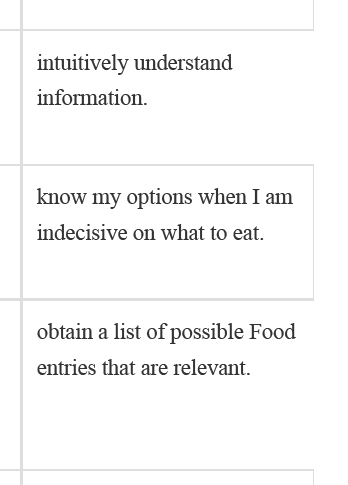 intuitively understand
information.
know my options when I am
indecisive on what to eat.
obtain a list of possible Food
entries that are relevant.